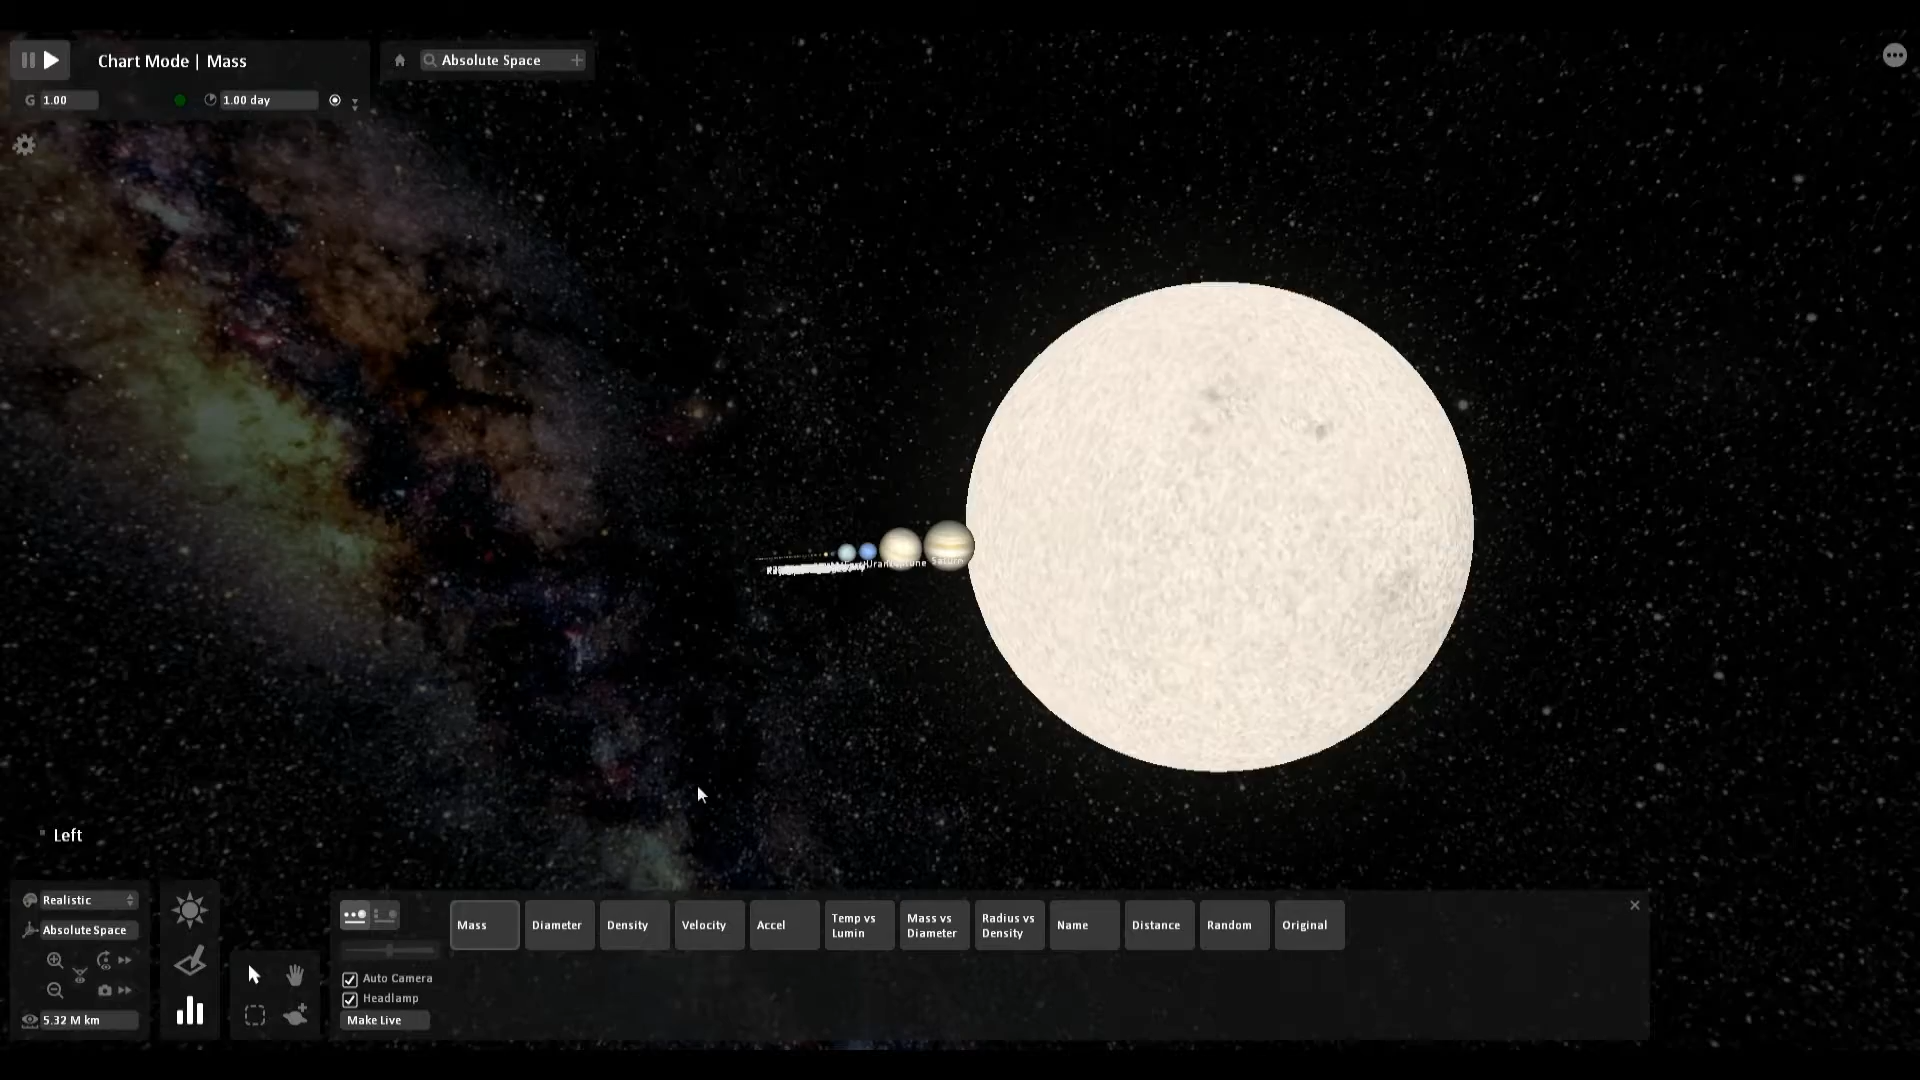 Chart Mode | Mass
Absolute Space
G 1.00
1.00 day
Saturn
Left
Realistic
Absolute Space
5.32 M km
Mass
Diameter
Density
Velocity
Accel
Temp vs
Lumin
Mass vs
Diameter
Radius vs
Density
Name
Distance
Random
Original
Auto Camera
Headlamp
Make Live